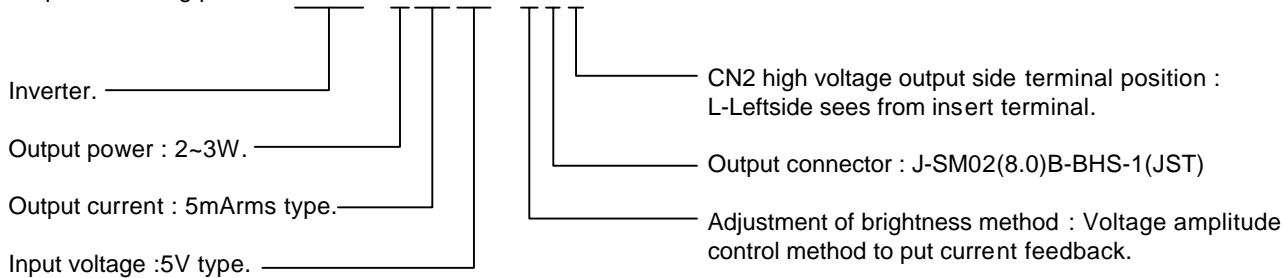 Inverter.
Output power : 2~3W.
Output current : 5mArms type.
Input voltage :5V type.
CN2 high voltage output side terminal position :
L-Leftside sees from insert terminal.
Output connector : J-SM02(8.0)B-BHS-1(JST)
Adjustment of brightness method : Voltage amplitude
control method to put current feedback.